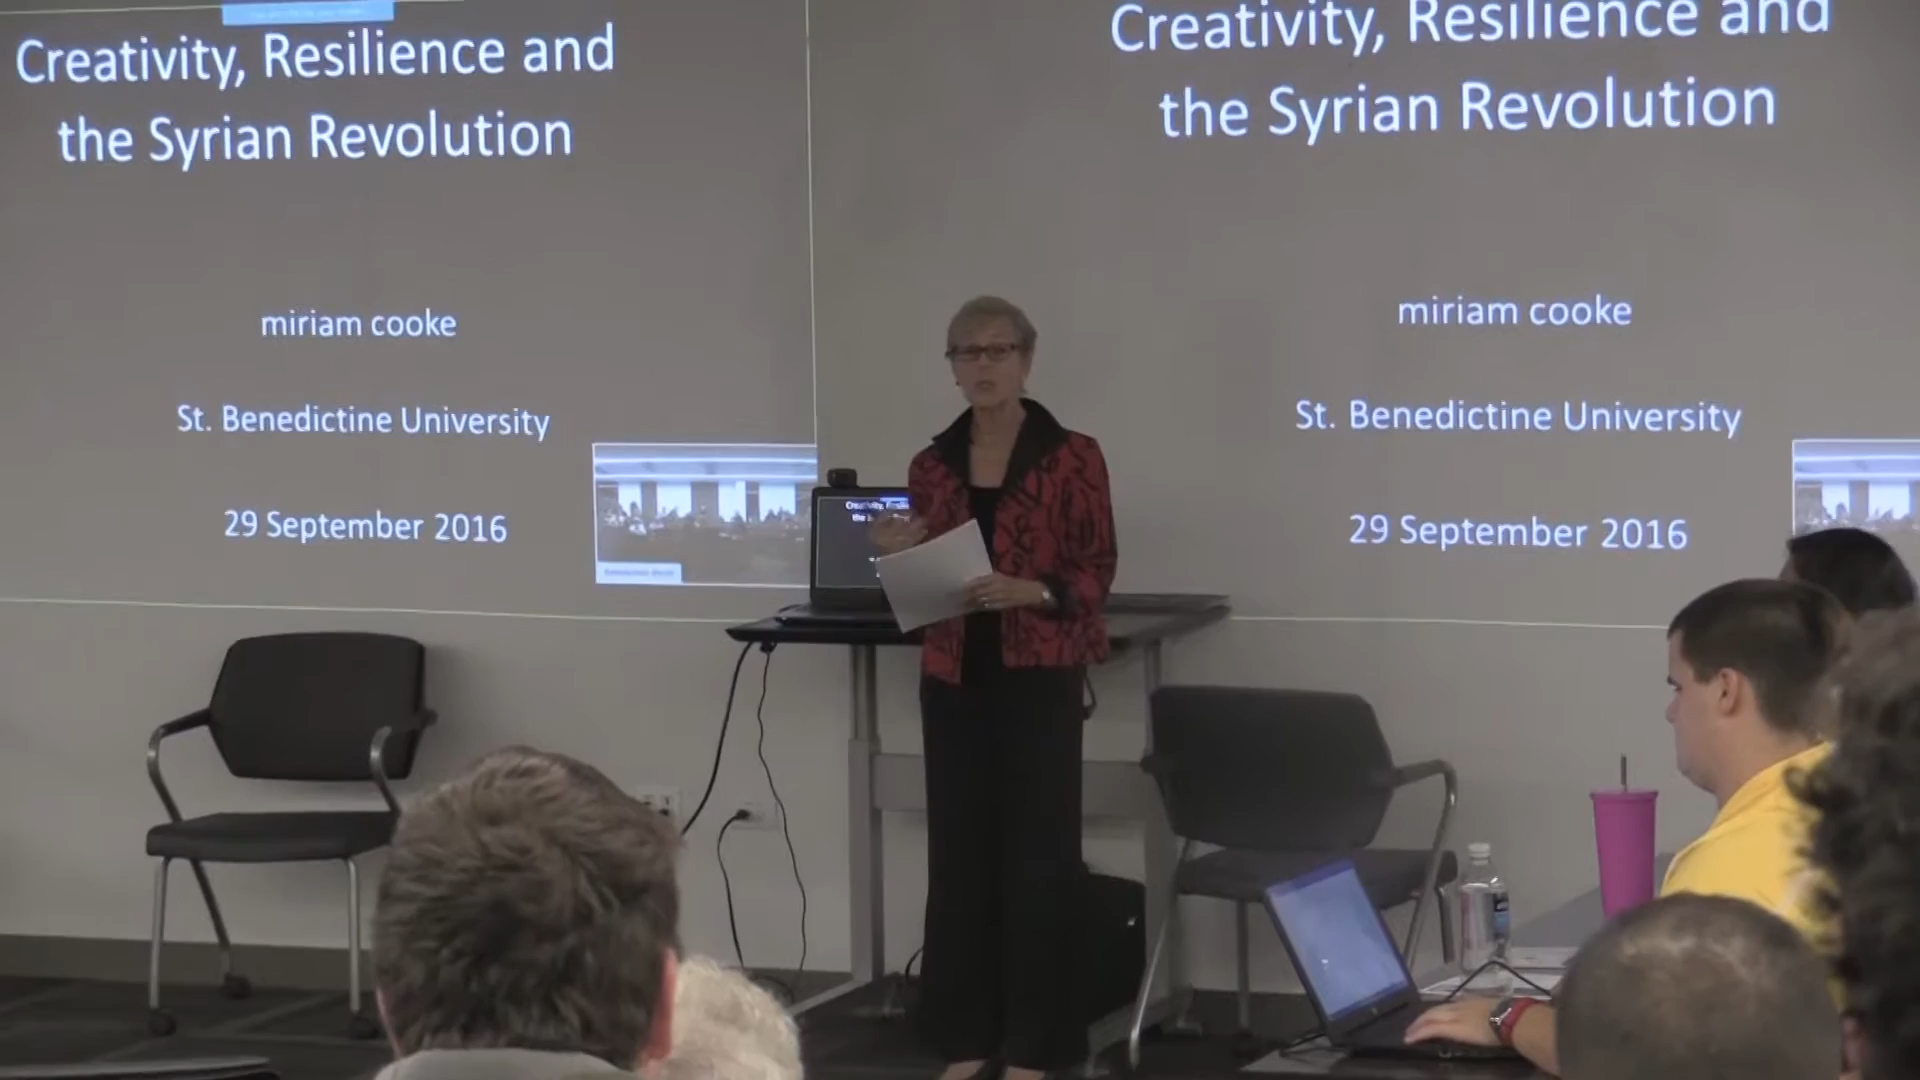 Creativity, Resilience and
the Syrian Revolution
miriam cooke
St. Benedictine University
29 September 2016
Creativity, Resilience and
the Syrian Revolution
miriam cooke
St. Benedictine University
29 September 2016